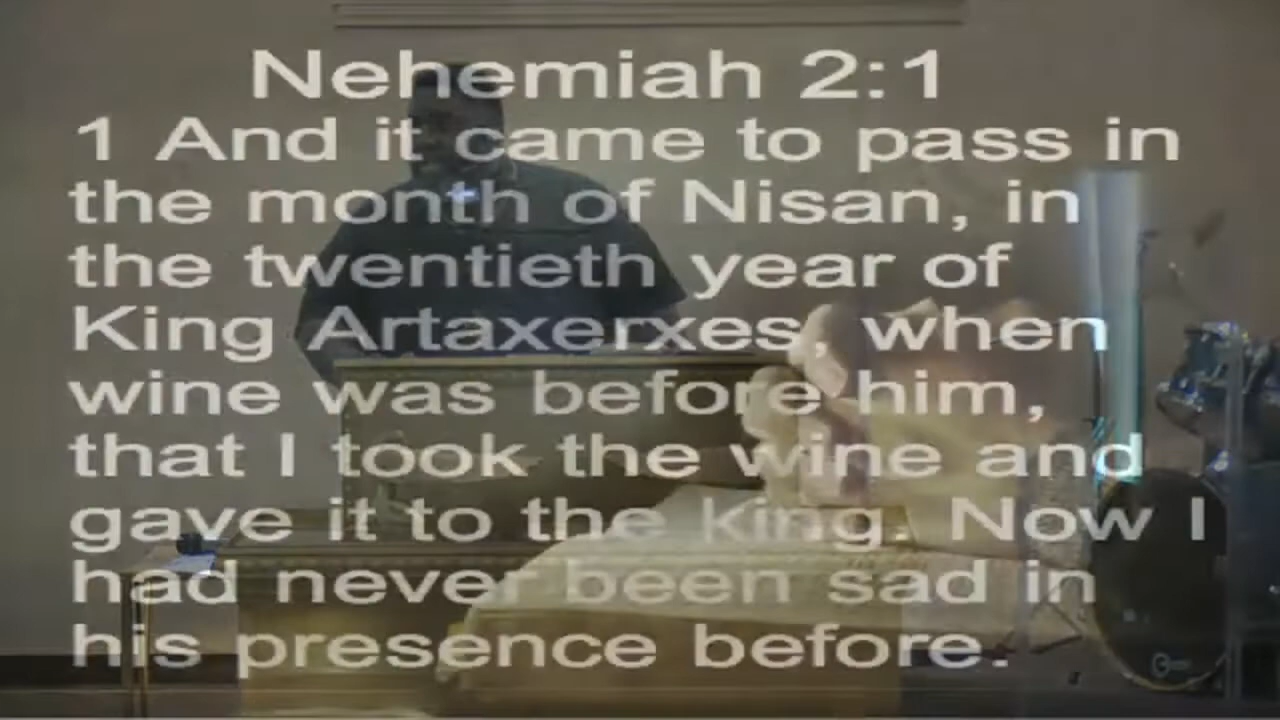 Nehemiah 2:1
1 And it came to pass in
the month of Nisan, in
the twentieth year of
King Artaxerxes, when
wine was before him,
that I took the wine and
gave it to the king. Now I
had never been sad in
his presence before.